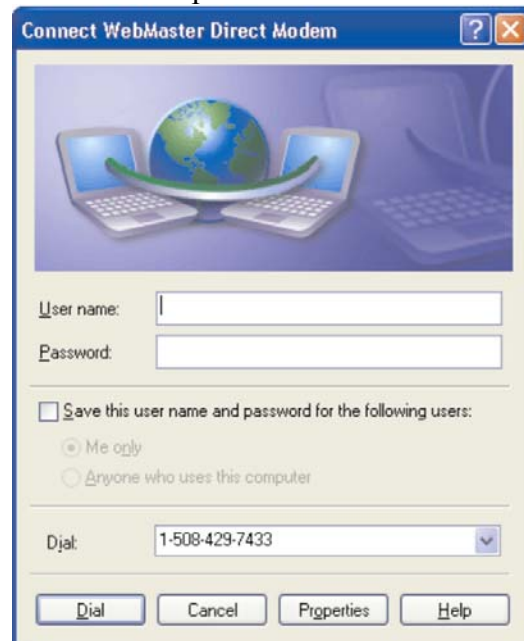 Connect WebMaster Direct Modem
User name:
Password:
Save this user name and password for the following users:
Me only
Anyone who uses this computer
Dial: 1-508-429-7433
Dial Cancel Properties Help